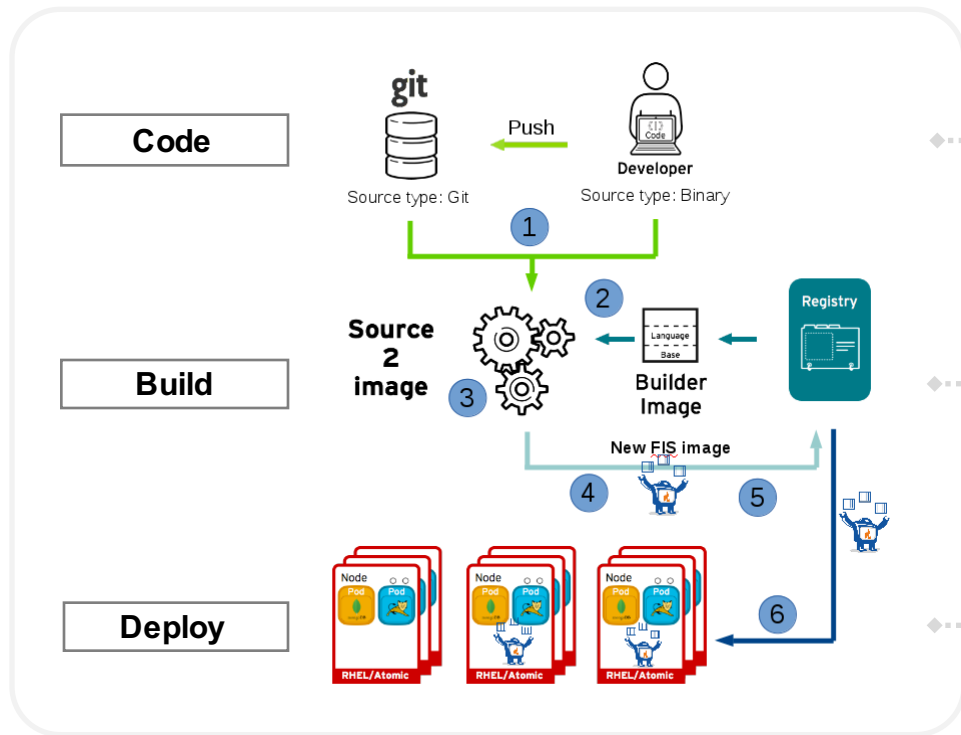 git
Code
Push
{|}
Code
Developer
Source type: Git
Source type: Binary
1
2
Registry
Source
2
image
Language
Base
Build
3
Builder
Image
New FIS image
4
5
Node
Pod
Pod
Node
Pod
Pod
Node
Pod
Pod
6
Deploy
RHEL/Atomic
RHEL/Atomic
RHEL/Atomic